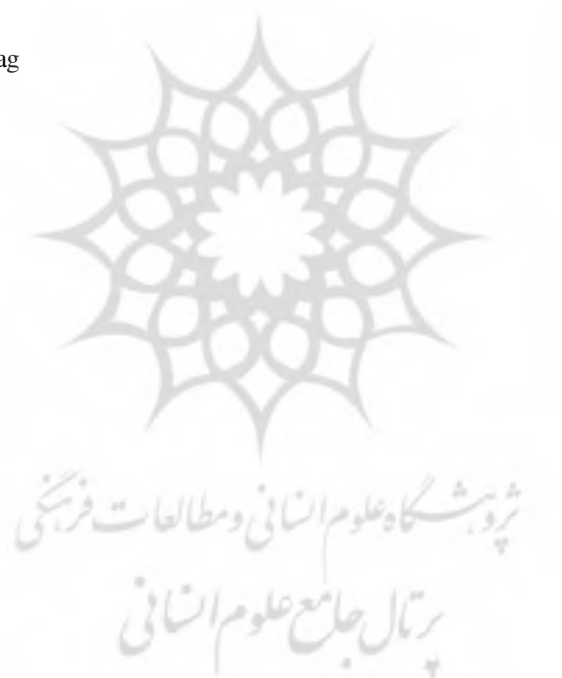 ag
پژوهشگاه علوم انسانی و مطالعات فرهنگی
پرتال جامع علوم انسانی